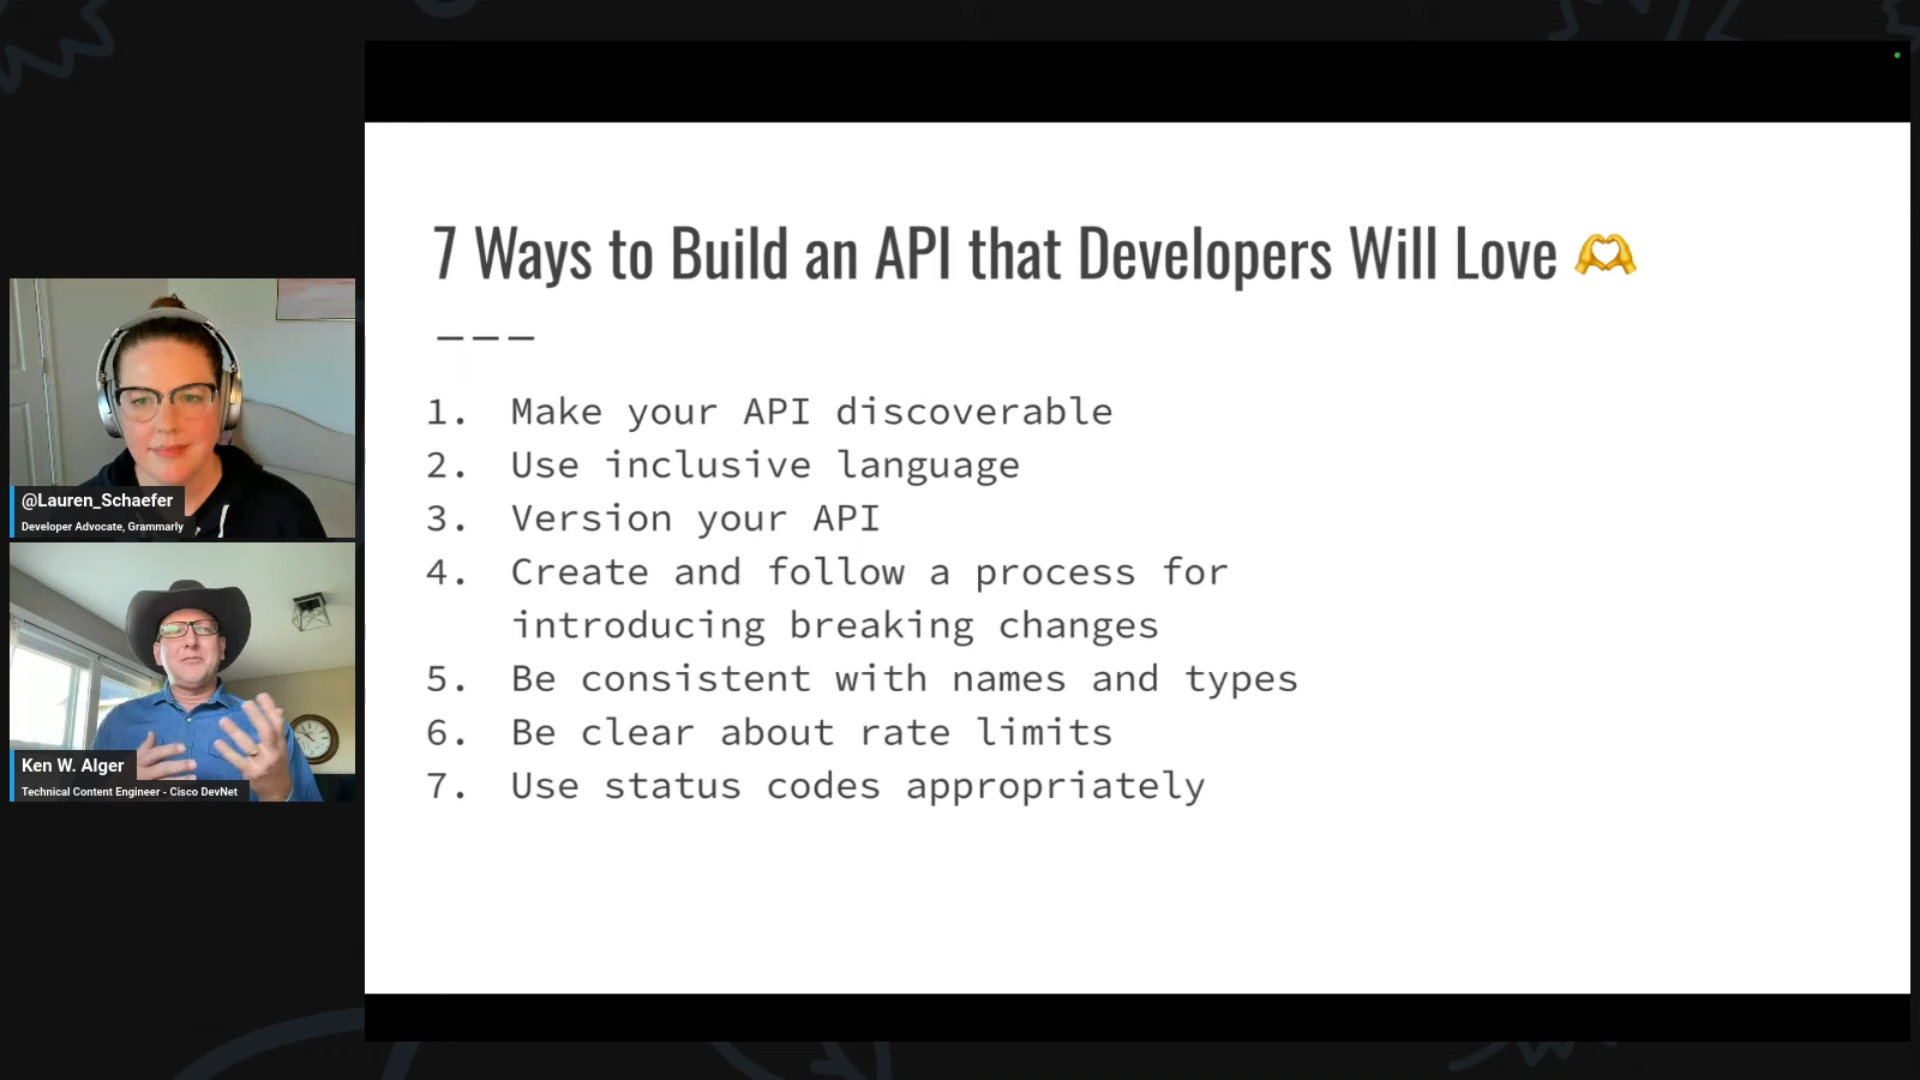 7 Ways to Build an API that Developers Will Love 🫶
1. Make your API discoverable
2. Use inclusive language
3. Version your API
4. Create and follow a process for
introducing breaking changes
5. Be consistent with names and types
6. Be clear about rate limits
7. Use status codes appropriately
@Lauren_Schaefer
Developer Advocate, Grammarly
Ken W. Alger
Technical Content Engineer - Cisco DevNet